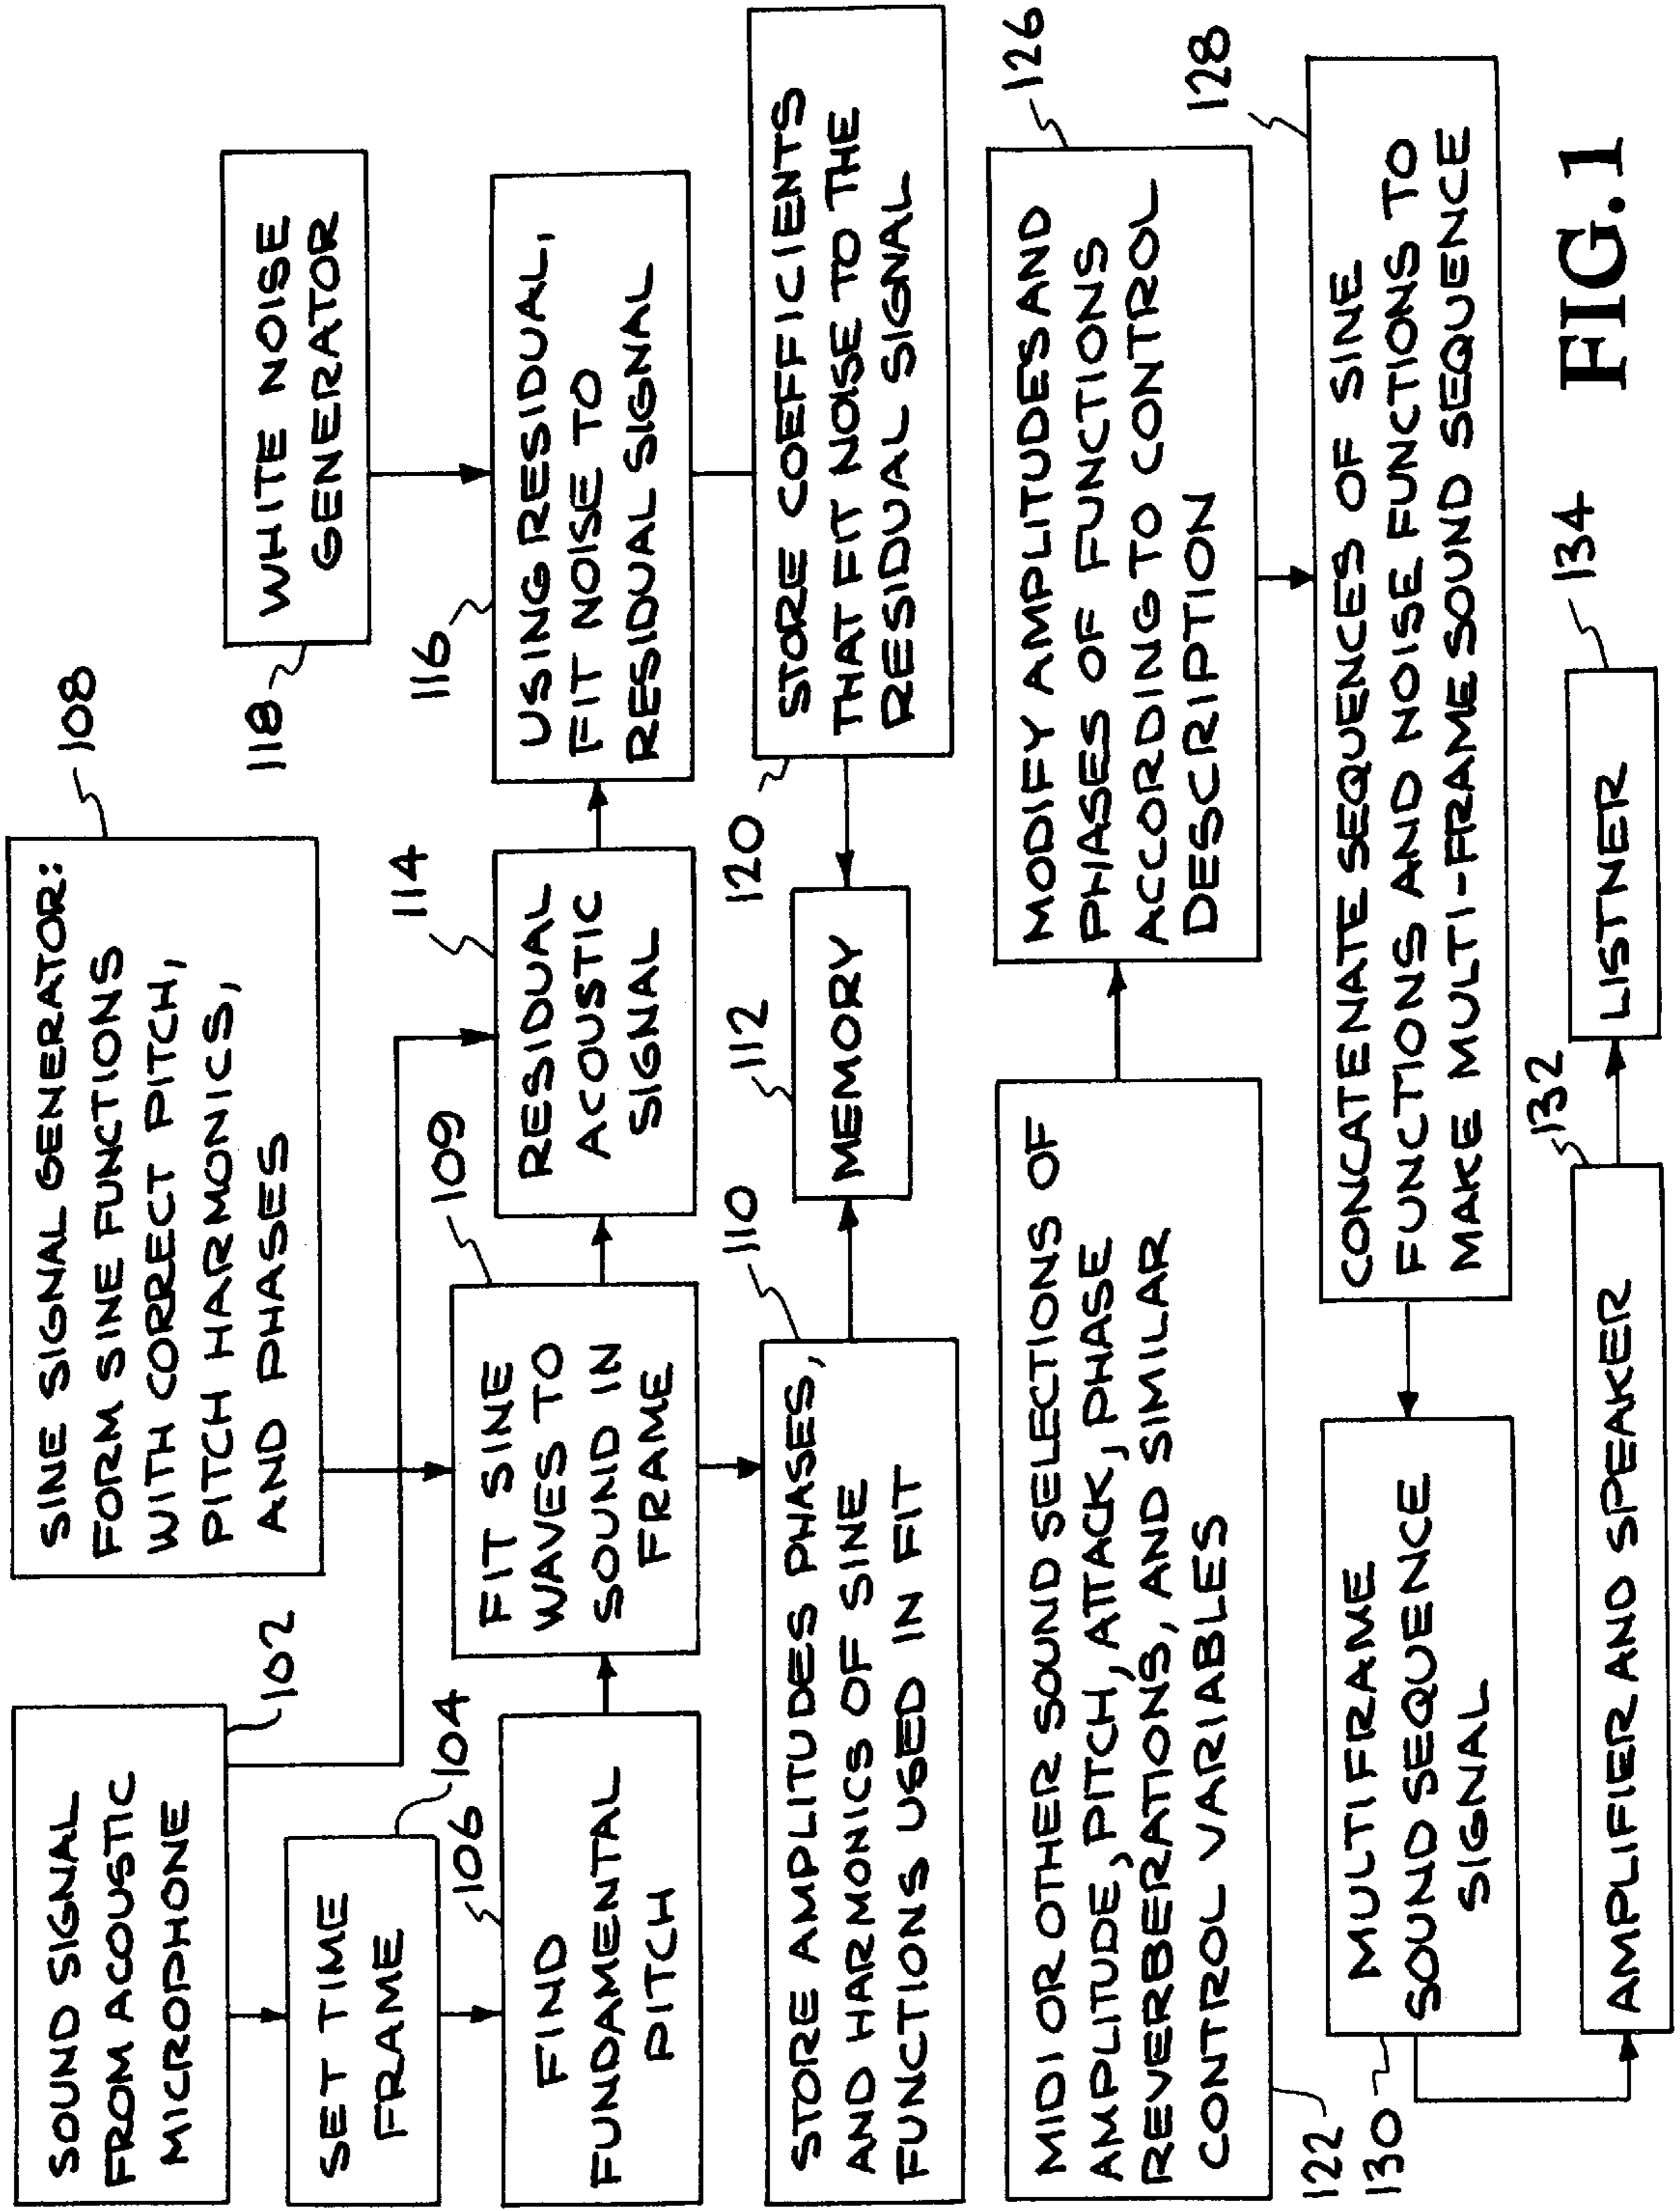 SOUND SIGNAL
FROM ACOUSTIC
MICROPHONE
102
SINE SIGNAL GENERATOR:
FORM SINE FUNCTIONS
WITH CORRECT PITCH,
PITCH HARMONICS,
AND PHASES
108
WHITE NOISE
GENERATOR
118
SET TIME
FRAME
104
FIND
FUNDAMENTAL
PITCH
106
FIT SINE
WAVES TO
SOUND IN
FRAME
109
RESIDUAL
ACOUSTIC
SIGNAL
114
USING RESIDUAL,
FIT NOISE TO
RESIDUAL SIGNAL
116
STORE AMPLITUDES PHASES,
AND HARMONICS OF SINE
FUNCTIONS USED IN FIT
110
MEMORY
112
STORE COEFFICIENTS
THAT FIT NOISE TO THE
RESIDUAL SIGNAL
120
MIDI OR OTHER SOUND SELECTIONS OF
AMPLITUDE, PITCH, ATTACK, PHASE
REVERBERATIONS, AND SIMILAR
CONTROL VARIABLES
122
MODIFY AMPLITUDES AND
PHASES OF FUNCTIONS
ACCORDING TO CONTROL
DESCRIPTION
126
MULTIFRAME
SOUND SEQUENCE
SIGNAL
130
CONCATENATE SEQUENCES OF SINE
FUNCTIONS AND NOISE FUNCTIONS TO
MAKE MULTI-FRAME SOUND SEQUENCE
128
AMPLIFIER AND SPEAKER
132
LISTNER
134
FIG. 1